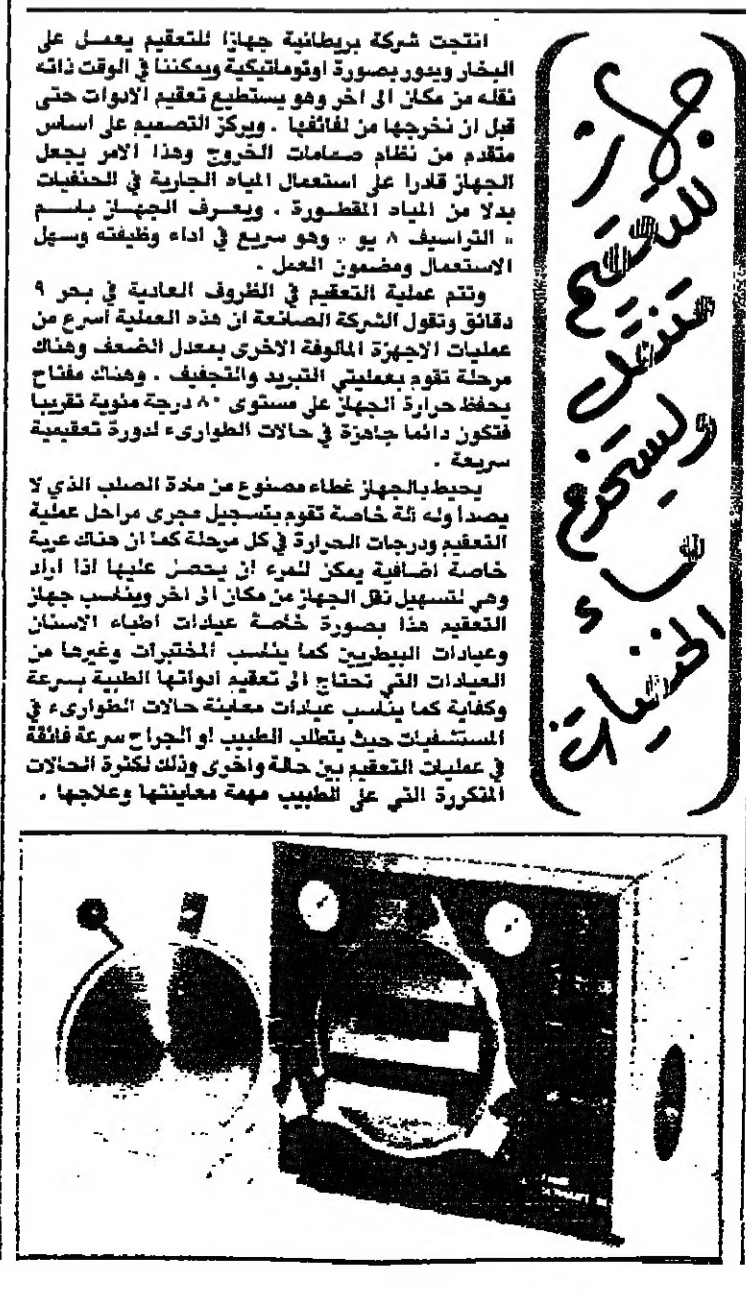 جهاز
للتعقيم
متنقل
يستخدم
ماء
الحنفيات
انتجت شركة بريطانية جهازا للتعقيم يعمل على
البخار ويدور بصورة اوتوماتيكية ويمكننا في الوقت ذاته
نقله من مكان الى اخر وهو يستطيع تعقيم الادوات حتى
قبل ان نخرجها من لفائفها . ويركز التصميم على اساس
متقدم من نظام صمامات الخروج وهذا الامر يجعل
الجهاز قادرا على استعمال المياه الجارية في الحنفيات
بدلا من المياه المقطورة . ويعرف الجهاز باسم
« التراسيف ٨ يو » وهو سريع في اداء وظيفته وسهل
الاستعمال ومضمون العمل .
وتتم عملية التعقيم في الظروف العادية في بحر ٩
دقائق وتقول الشركة الصانعة ان هذه العملية اسرع من
عمليات الاجهزة المألوفة الاخرى بمعدل الضعف وهناك
مرحلة تقوم بعمليتي التبريد والتجفيف . وهناك مفتاح
يحفظ حرارة الجهاز على مستوى ٨٠ درجة مئوية تقريبا
فتكون دائما جاهزة في حالات الطوارىء لدورة تعقيمية
سريعة .
يحيط بالجهاز غطاء مصنوع من مادة الصلب الذي لا
يصدأ وله آلة خاصة تقوم بتسجيل مجرى مراحل عملية
التعقيم ودرجات الحرارة في كل مرحلة كما ان هناك عربة
خاصة اضافية يمكن للمرء ان يحصل عليها اذا اراد
وهي لتسهيل نقل الجهاز من مكان الى اخر ويناسب جهاز
التعقيم هذا بصورة خاصة عيادات اطباء الاسنان
وعيادات البيطريين كما يناسب المختبرات وغيرها من
العيادات التي تحتاج الى تعقيم ادواتها الطبية بسرعة
وكفاية كما يناسب عيادات معاينة حالات الطوارىء في
المستشفيات حيث يتطلب الطبيب او الجراح سرعة فائقة
في عمليات التعقيم بين حالة واخرى وذلك لكثرة الحالات
المتكررة التي على الطبيب مهمة معاينتها وعلاجها .